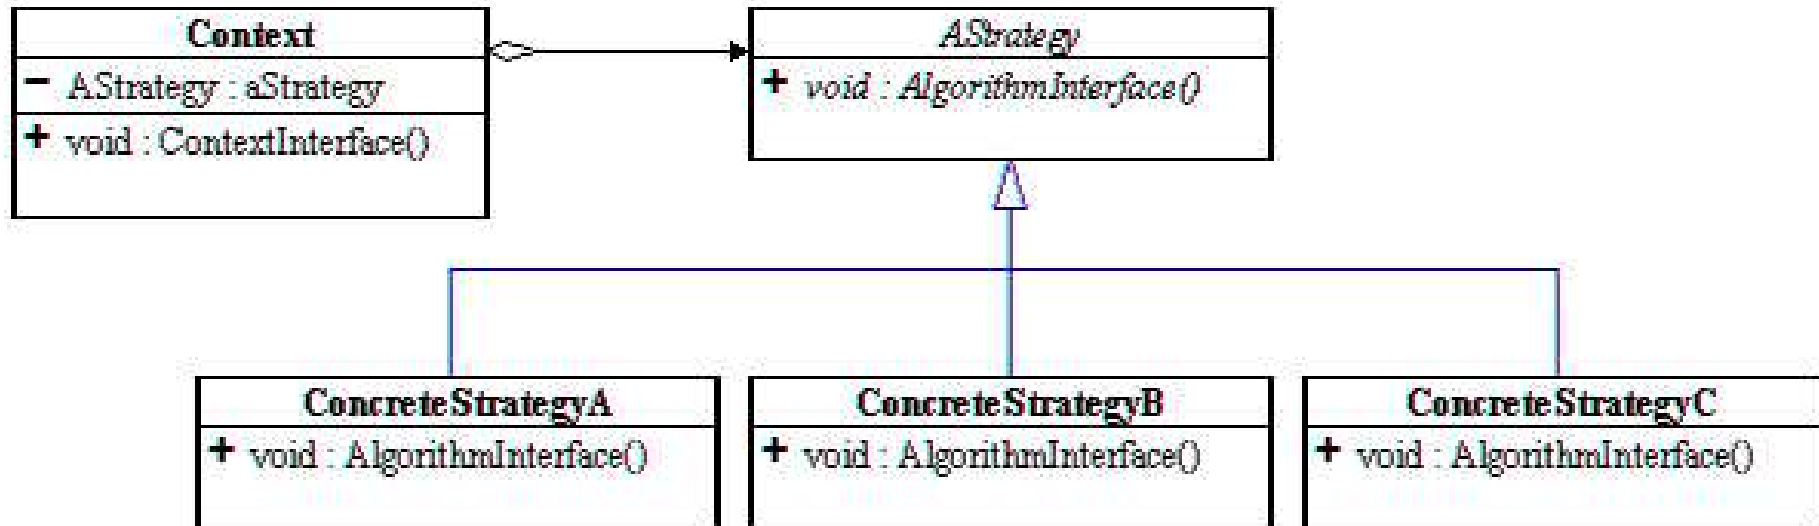 Context
- AStrategy : aStrategy
+ void : ContextInterface()
AStrategy
+ void : AlgorithmInterface()
ConcreteStrategyA
+ void : AlgorithmInterface()
ConcreteStrategyB
+ void : AlgorithmInterface()
ConcreteStrategyC
+ void : AlgorithmInterface()